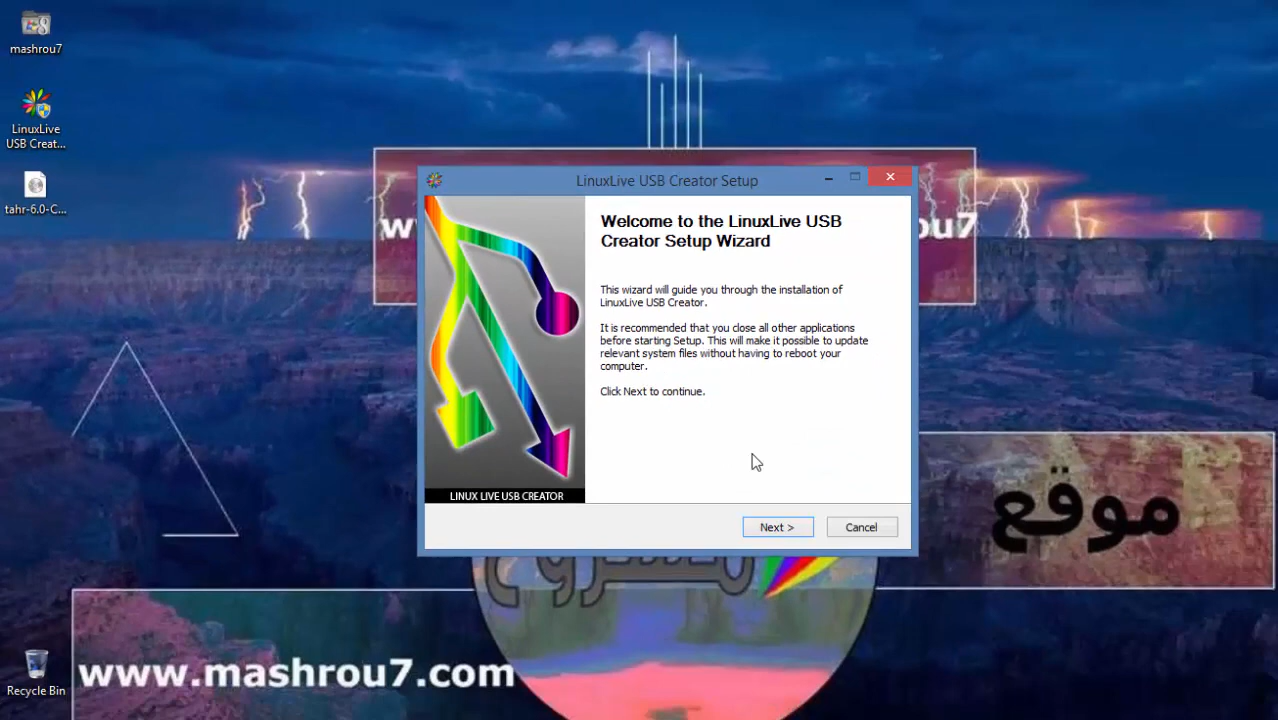 mashrou7
LinuxLive
USB Creat...
tahr-6.0-C...
Recycle Bin
LinuxLive USB Creator Setup
Welcome to the LinuxLive USB
Creator Setup Wizard
This wizard will guide you through the installation of
LinuxLive USB Creator.
It is recommended that you close all other applications
before starting Setup. This will make it possible to update
relevant system files without having to reboot your
computer.
Click Next to continue.
LINUX LIVE USB CREATOR
Next >
Cancel
موقع
www.mashrou7.com